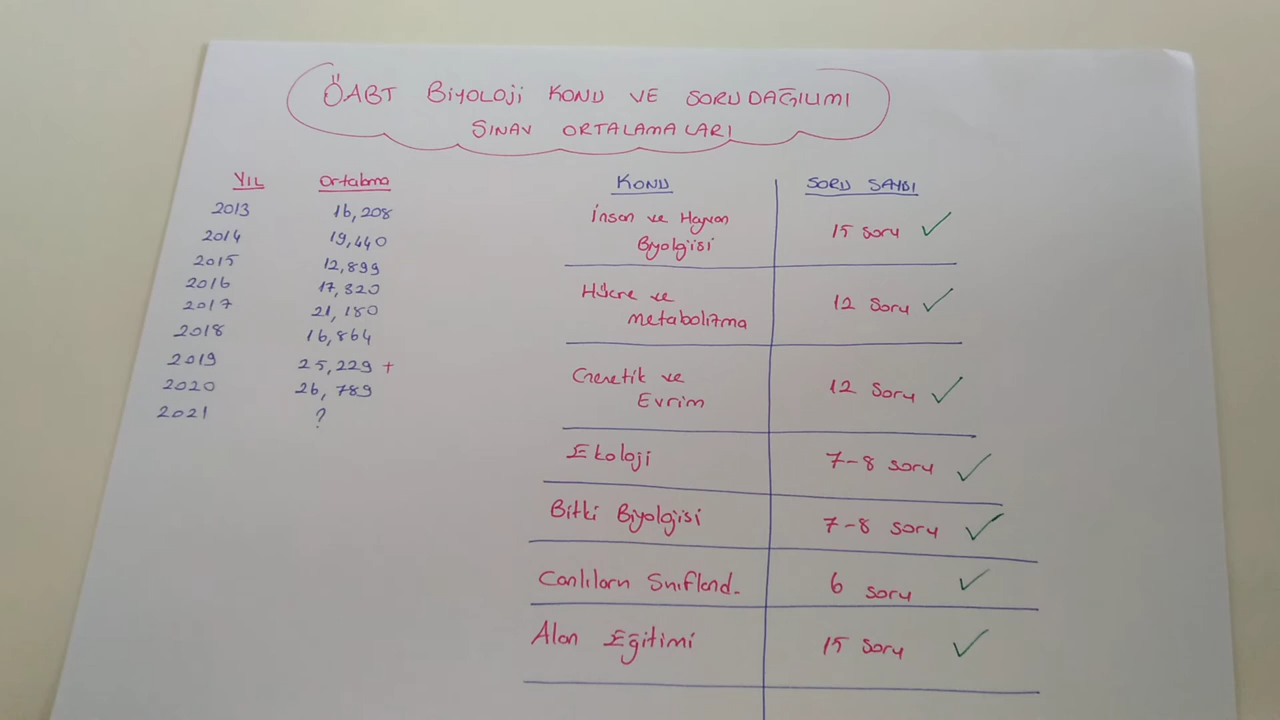 ÖABT BİYOLOJİ KONU VE SORU DAĞILIMI
SINAV ORTALAMALARI
YIL Ortalama
2013 16,208
2014 19,440
2015 12,899
2016 17,320
2017 21,180
2018 16,864
2019 25,229 +
2020 26,789
2021 ?
KONU SORU SAYISI
İnsan ve Hayvan
Biyolojisi
15 Soru ✓
Hücre ve
metabolizma
12 Soru ✓
Genetik ve
Evrim
12 Soru ✓
Ekoloji 7-8 soru ✓
Bitki Biyolojisi 7-8 soru ✓
Canlıların Sınıfland. 6 soru ✓
Alan Eğitimi 15 soru ✓